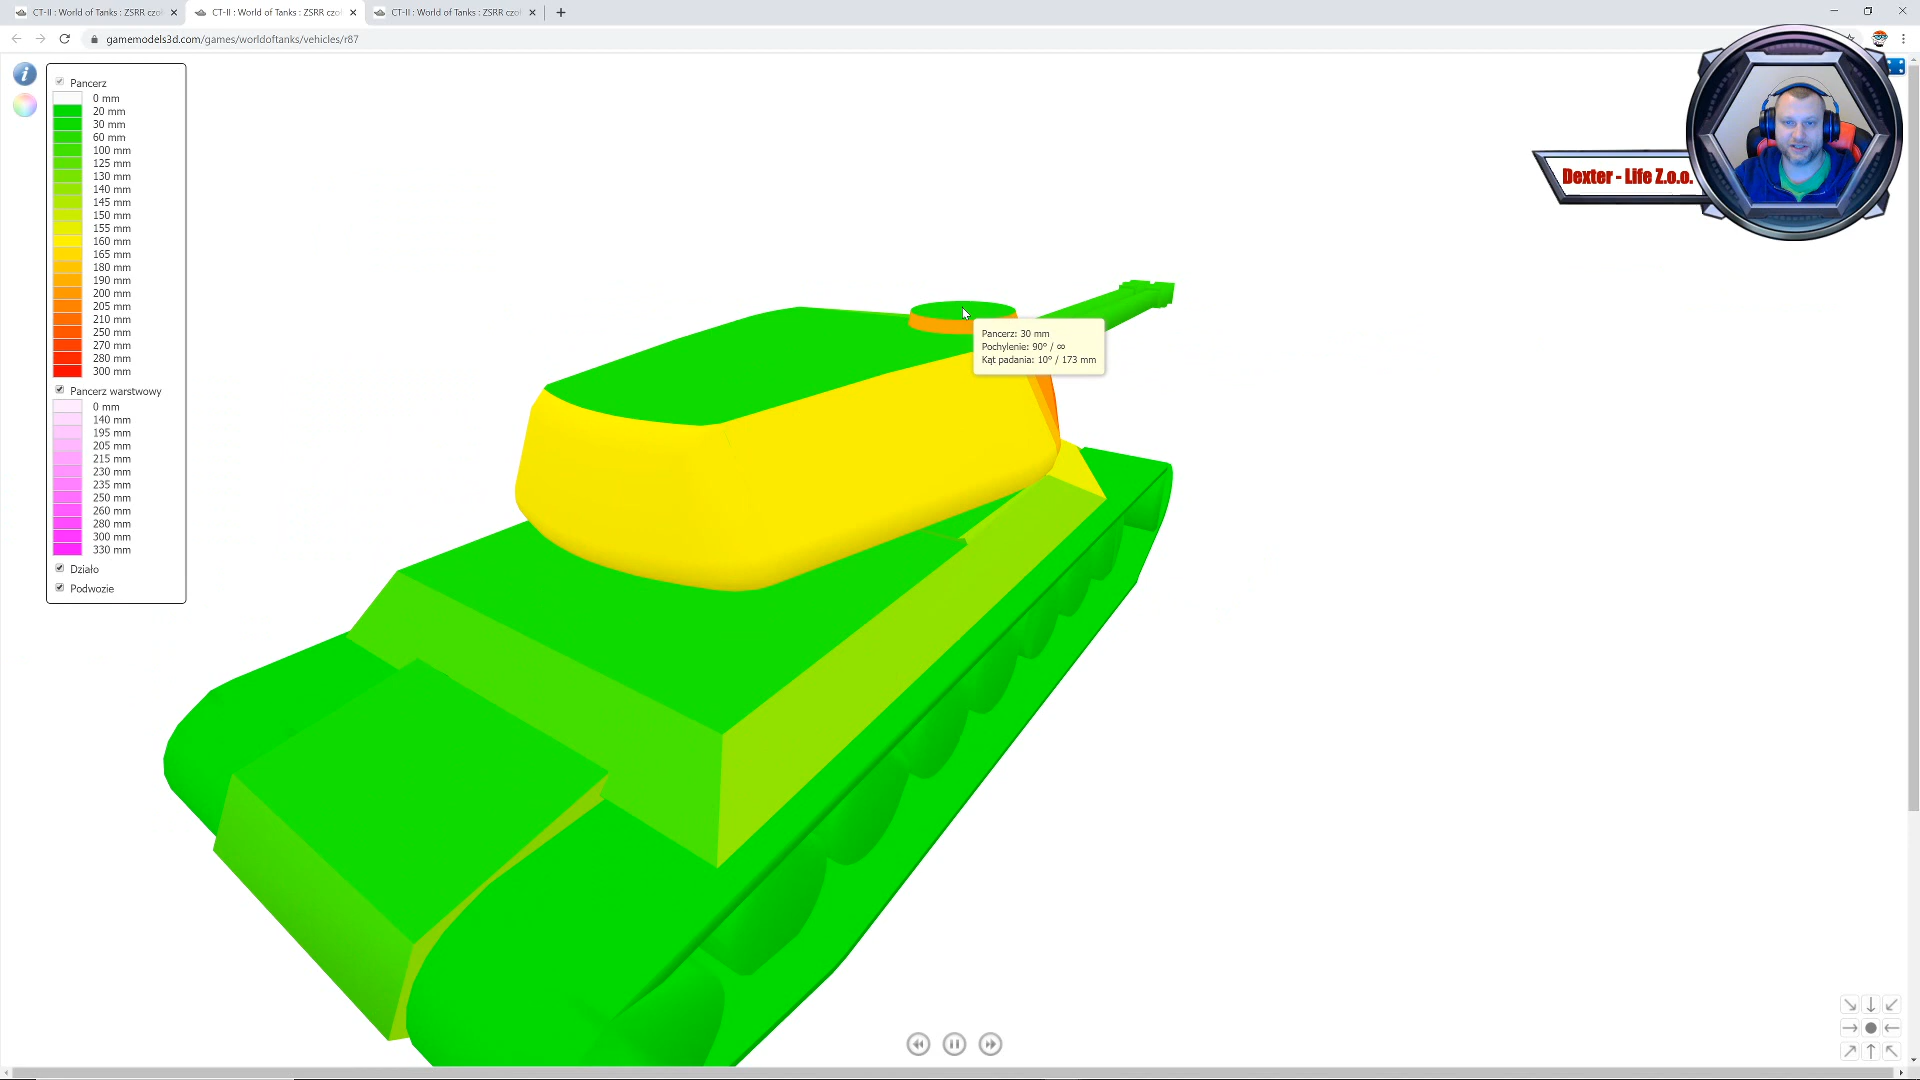 CT-II : World of Tanks : ZSRR czoł
CT-II : World of Tanks : ZSRR czoł
CT-II : World of Tanks : ZSRR czoł
gamemodels3d.com/games/worldoftanks/vehicles/r87
Pancerz
0 mm
20 mm
30 mm
60 mm
100 mm
125 mm
130 mm
140 mm
145 mm
150 mm
155 mm
160 mm
165 mm
180 mm
190 mm
200 mm
205 mm
210 mm
250 mm
270 mm
280 mm
300 mm
Pancerz warstwowy
0 mm
140 mm
195 mm
205 mm
215 mm
230 mm
235 mm
250 mm
260 mm
280 mm
300 mm
330 mm
Działo
Podwozie
Dexter - Life Z.o.o.
Pancerz: 30 mm
Pochylenie: 90° / ∞
Kąt padania: 10° / 173 mm